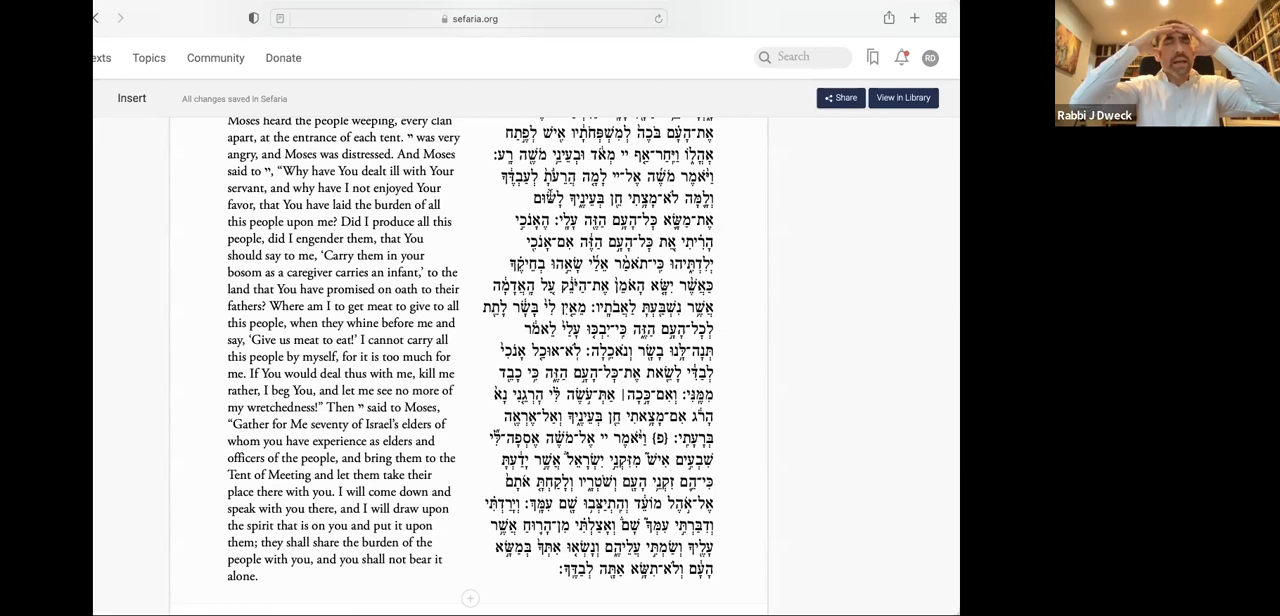 sefaria.org
exts
Topics
Community
Donate
Search
RD
Insert
All changes saved in Sefaria
Share
View in Library
Moses heard the people weeping, every clan
apart, at the entrance of each tent. יי was very
angry, and Moses was distressed. And Moses
said to יי, “Why have You dealt ill with Your
servant, and why have I not enjoyed Your
favor, that You have laid the burden of all
this people upon me? Did I produce all this
people, did I engender them, that You
should say to me, ‘Carry them in your
bosom as a caregiver carries an infant,’ to the
land that You have promised on oath to their
fathers? Where am I to get meat to give to all
this people, when they whine before me and
say, ‘Give us meat to eat!’ I cannot carry all
this people by myself, for it is too much for
me. If You would deal thus with me, kill me
rather, I beg You, and let me see no more of
my wretchedness!” Then יי said to Moses,
“Gather for Me seventy of Israel’s elders of
whom you have experience as elders and
officers of the people, and bring them to the
Tent of Meeting and let them take their
place there with you. I will come down and
speak with you there, and I will draw upon
the spirit that is on you and put it upon
them; they shall share the burden of the
people with you, and you shall not bear it
alone.
אֶת־הָעָ֗ם בֹּכֶה֙ לְמִשְׁפְּחֹתָ֔יו אִ֖ישׁ לְפֶ֣תַח
אׇהֳל֑וֹ וַיִּֽחַר־אַ֤ף יי מְאֹ֔ד וּבְעֵינֵ֥י מֹשֶׁ֖ה רָֽע׃
וַיֹּ֨אמֶר מֹשֶׁ֜ה אֶל־יי לָמָ֤ה הֲרֵעֹ֙תָ֙ לְעַבְדֶּ֔ךָ
וְלָ֛מָּה לֹא־מָצָ֥תִי חֵ֖ן בְּעֵינֶ֑יךָ לָשׂ֗וּם
אֶת־מַשָּׂ֛א כׇּל־הָעָ֥ם הַזֶּ֖ה עָלָֽי׃ הֶאָנֹכִ֣י
הָרִ֗יתִי אֵ֚ת כׇּל־הָעָ֣ם הַזֶּ֔ה אִם־אָנֹכִ֖י
יְלִדְתִּ֑יהוּ כִּֽי־תֹאמַ֨ר אֵלַ֜י שָׂאֵ֣הוּ בְחֵיקֶ֗ךָ
כַּאֲשֶׁ֨ר יִשָּׂ֤א הָאֹמֵן֙ אֶת־הַיֹּנֵ֔ק עַ֚ל הָֽאֲדָמָ֔ה
אֲשֶׁ֥ר נִשְׁבַּ֖עְתָּ לַאֲבֹתָֽיו׃ מֵאַ֤יִן לִי֙ בָּשָׂ֔ר לָתֵ֖ת
לְכׇל־הָעָ֣ם הַזֶּ֑ה כִּֽי־יִבְכּ֤וּ עָלַי֙ לֵאמֹ֔ר
תְּנָה־לָּ֥נוּ בָשָׂ֖ר וְנֹאכֵֽלָה׃ לֹֽא־אוּכַ֤ל אָנֹכִי֙
לְבַדִּ֔י לָשֵׂ֖את אֶת־כׇּל־הָעָ֣ם הַזֶּ֑ה כִּ֥י כָבֵ֖ד
מִמֶּֽנִּי׃ וְאִם־כָּ֣כָה ׀ אַתְּ־עֹ֣שֶׂה לִּ֗י הׇרְגֵ֤נִי נָא֙
הָרֹ֔ג אִם־מָצָ֥אתִי חֵ֖ן בְּעֵינֶ֑יךָ וְאַל־אֶרְאֶ֖ה
בְּרָעָתִֽי׃ {פ} וַיֹּ֨אמֶר יי אֶל־מֹשֶׁ֗ה אֶסְפָה־לִּ֞י
שִׁבְעִ֣ים אִישׁ֮ מִזִּקְנֵ֣י יִשְׂרָאֵל֒ אֲשֶׁ֣ר יָדַ֔עְתָּ
כִּי־הֵ֛ם זִקְנֵ֥י הָעָ֖ם וְשֹׁטְרָ֑יו וְלָקַחְתָּ֤ אֹתָם֙
אֶל־אֹ֣הֶל מוֹעֵ֔ד וְהִֽתְיַצְּב֥וּ שָׁ֖ם עִמָּֽךְ׃ וְיָרַדְתִּ֗י
וְדִבַּרְתִּ֣י עִמְּךָ֮ שָׁם֒ וְאָצַלְתִּ֗י מִן־הָר֛וּחַ אֲשֶׁ֥ר
עָלֶ֖יךָ וְשַׂמְתִּ֣י עֲלֵיהֶ֑ם וְנָשְׂא֤וּ אִתְּךָ֙ בְּמַשָּׂ֣א
הָעָ֔ם וְלֹא־תִשָּׂ֥א אַתָּ֖ה לְבַדֶּֽךָ׃
Rabbi J Dweck